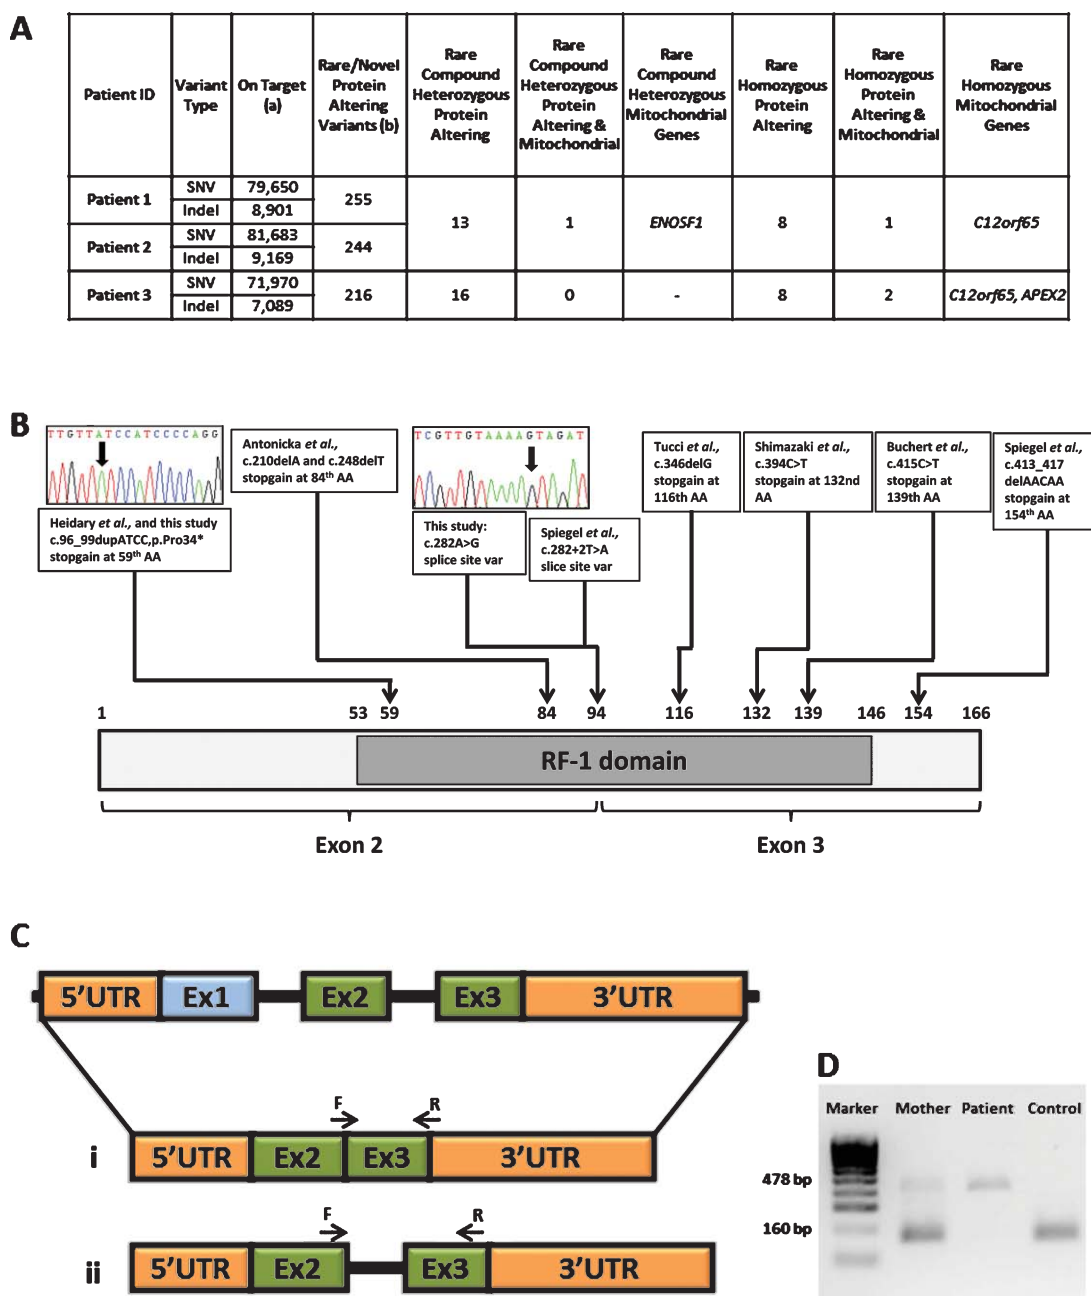 A
Patient ID
Variant
Type
On Target
(a)
Rare/Novel
Protein
Altering
Variants (b)
Rare
Compound
Heterozygous
Protein
Altering
Rare
Compound
Heterozygous
Protein
Altering &
Mitochondrial
Rare
Compound
Heterozygous
Mitochondrial
Genes
Rare
Homozygous
Protein
Altering
Rare
Homozygous
Protein
Altering &
Mitochondrial
Rare
Homozygous
Mitochondrial
Genes
Patient 1
SNV
79,650
Indel
8,901
255
Patient 2
SNV
81,683
Indel
9,169
244
13
1
ENOSF1
8
1
C12orf65
Patient 3
SNV
71,970
Indel
7,089
216
16
0
-
8
2
C12orf65, APEX2
B
TTGTTATCCATCCCCAGG
Heidary et al., and this study
c.96_99dupATCC,p.Pro34*
stopgain at 59th AA
Antonicka et al.,
c.210delA and c.248delT
stopgain at 84th AA
TCGTTGTAAAAGTAGAT
This study:
c.282A>G
splice site var
Spiegel et al.,
c.282+2T>A
slice site var
Tucci et al.,
c.346delG
stopgain at
116th AA
Shimazaki et al.,
c.394C>T
stopgain at 132nd
AA
Buchert et al.,
c.415C>T
stopgain at
139th AA
Spiegel et al.,
c.413_417
delAACAA
stopgain at
154th AA
1 53 59 84 94 116 132 139 146 154 166
RF-1 domain
Exon 2 Exon 3
C
5'UTR Ex1 Ex2 Ex3 3'UTR
F R
i 5'UTR Ex2 Ex3 3'UTR
F R
ii 5'UTR Ex2 Ex3 3'UTR
D
Marker Mother Patient Control
478 bp
160 bp